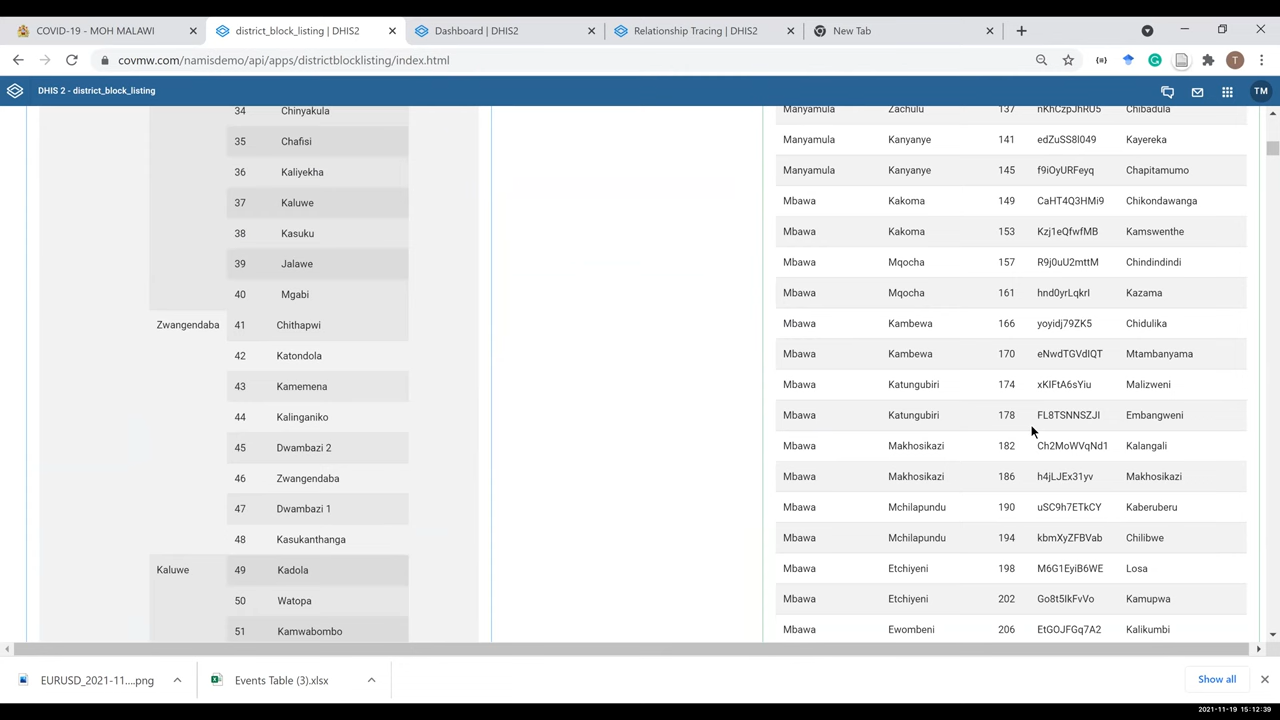 COVID-19 - MOH MALAWI
district_block_listing | DHIS2
Dashboard | DHIS2
Relationship Tracing | DHIS2
New Tab
covmw.com/namisdemo/api/apps/districtblocklisting/index.html
T
DHIS 2 - district_block_listing
TM
34 Chinyakula
35 Chafisi
36 Kaliyekha
37 Kaluwe
38 Kasuku
39 Jalawe
40 Mgabi
Zwangendaba 41 Chithapwi
42 Katondola
43 Kamemena
44 Kalinganiko
45 Dwambazi 2
46 Zwangendaba
47 Dwambazi 1
48 Kasukanthanga
Kaluwe 49 Kadola
50 Watopa
51 Kamwabombo
Manyamula Zachulu 137 nKhCzpJhRU5 Chibadula
Manyamula Kanyanye 141 edZuSS8l049 Kayereka
Manyamula Kanyanye 145 f9iOyURFeyq Chapitamumo
Mbawa Kakoma 149 CaHT4Q3HMi9 Chikondawanga
Mbawa Kakoma 153 Kzj1eQfwfMB Kamswenthe
Mbawa Mqocha 157 R9j0uU2mttM Chindindindi
Mbawa Mqocha 161 hnd0yrLqkrI Kazama
Mbawa Kambewa 166 yoyidj79ZK5 Chidulika
Mbawa Kambewa 170 eNwdTGVdIQT Mtambanyama
Mbawa Katungubiri 174 xKIFtA6sYiu Malizweni
Mbawa Katungubiri 178 FL8TSNNSZJI Embangweni
Mbawa Makhosikazi 182 Ch2MoWVqNd1 Kalangali
Mbawa Makhosikazi 186 h4jLJEx31yv Makhosikazi
Mbawa Mchilapundu 190 uSC9h7ETkCY Kaberuberu
Mbawa Mchilapundu 194 kbmXyZFBVab Chilibwe
Mbawa Etchiyeni 198 M6G1EyiB6WE Losa
Mbawa Etchiyeni 202 Go8t5IkFvVo Kamupwa
Mbawa Ewombeni 206 EtGOJFGq7A2 Kalikumbi
EURUSD_2021-11....png
Events Table (3).xlsx
Show all
2021-11-19 15:12:39